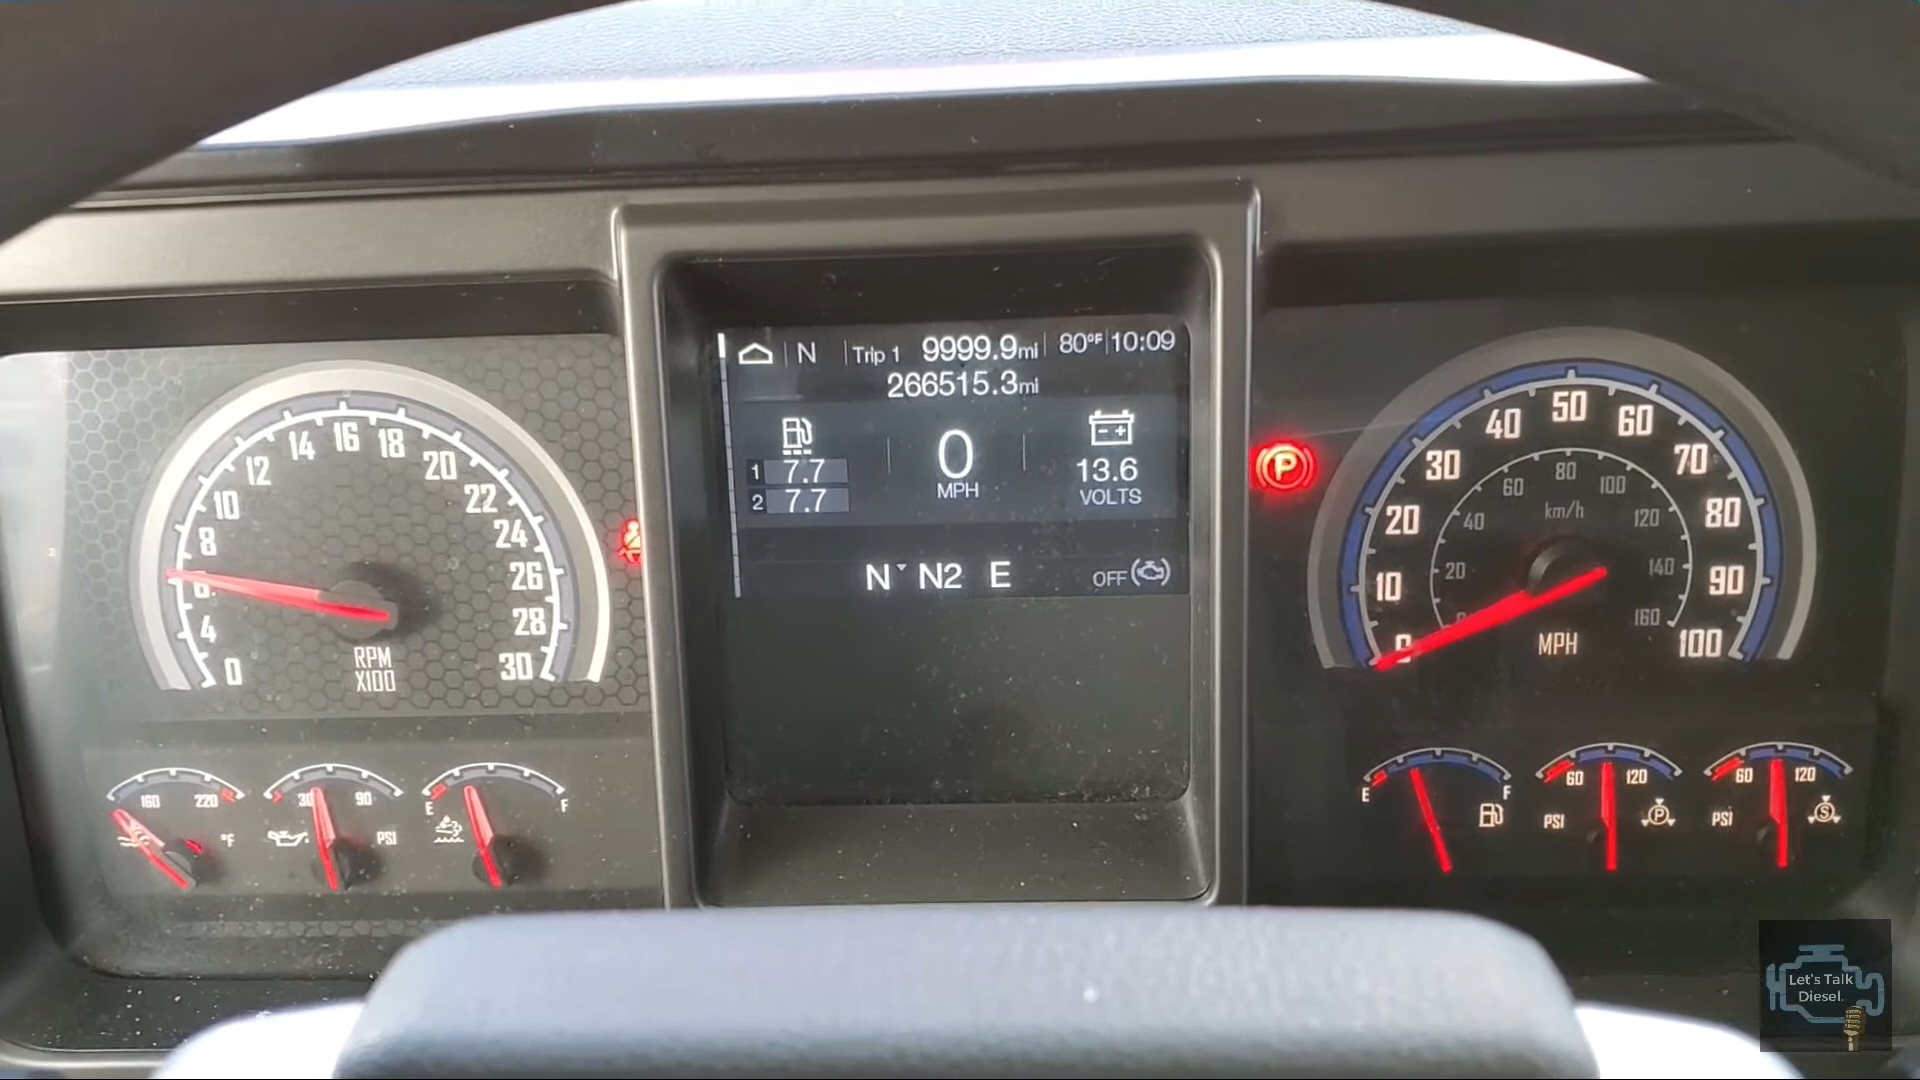 N Trip 1 9999.9mi 80°F 10:09
266515.3mi
1 7.7
2 7.7
0
MPH
13.6
VOLTS
N N2 E OFF
0 4 6 8 10 12 14 16 18 20 22 24 26 28 30
RPM
X100
P
0 10 20 30 40 50 60 70 80 90 100
0 20 40 60 80 100 120 140 160
km/h
MPH
160 220 °F
30 90 PSI
E F
E F
60 120 PSI P
60 120 PSI S
Let's Talk
Diesel.